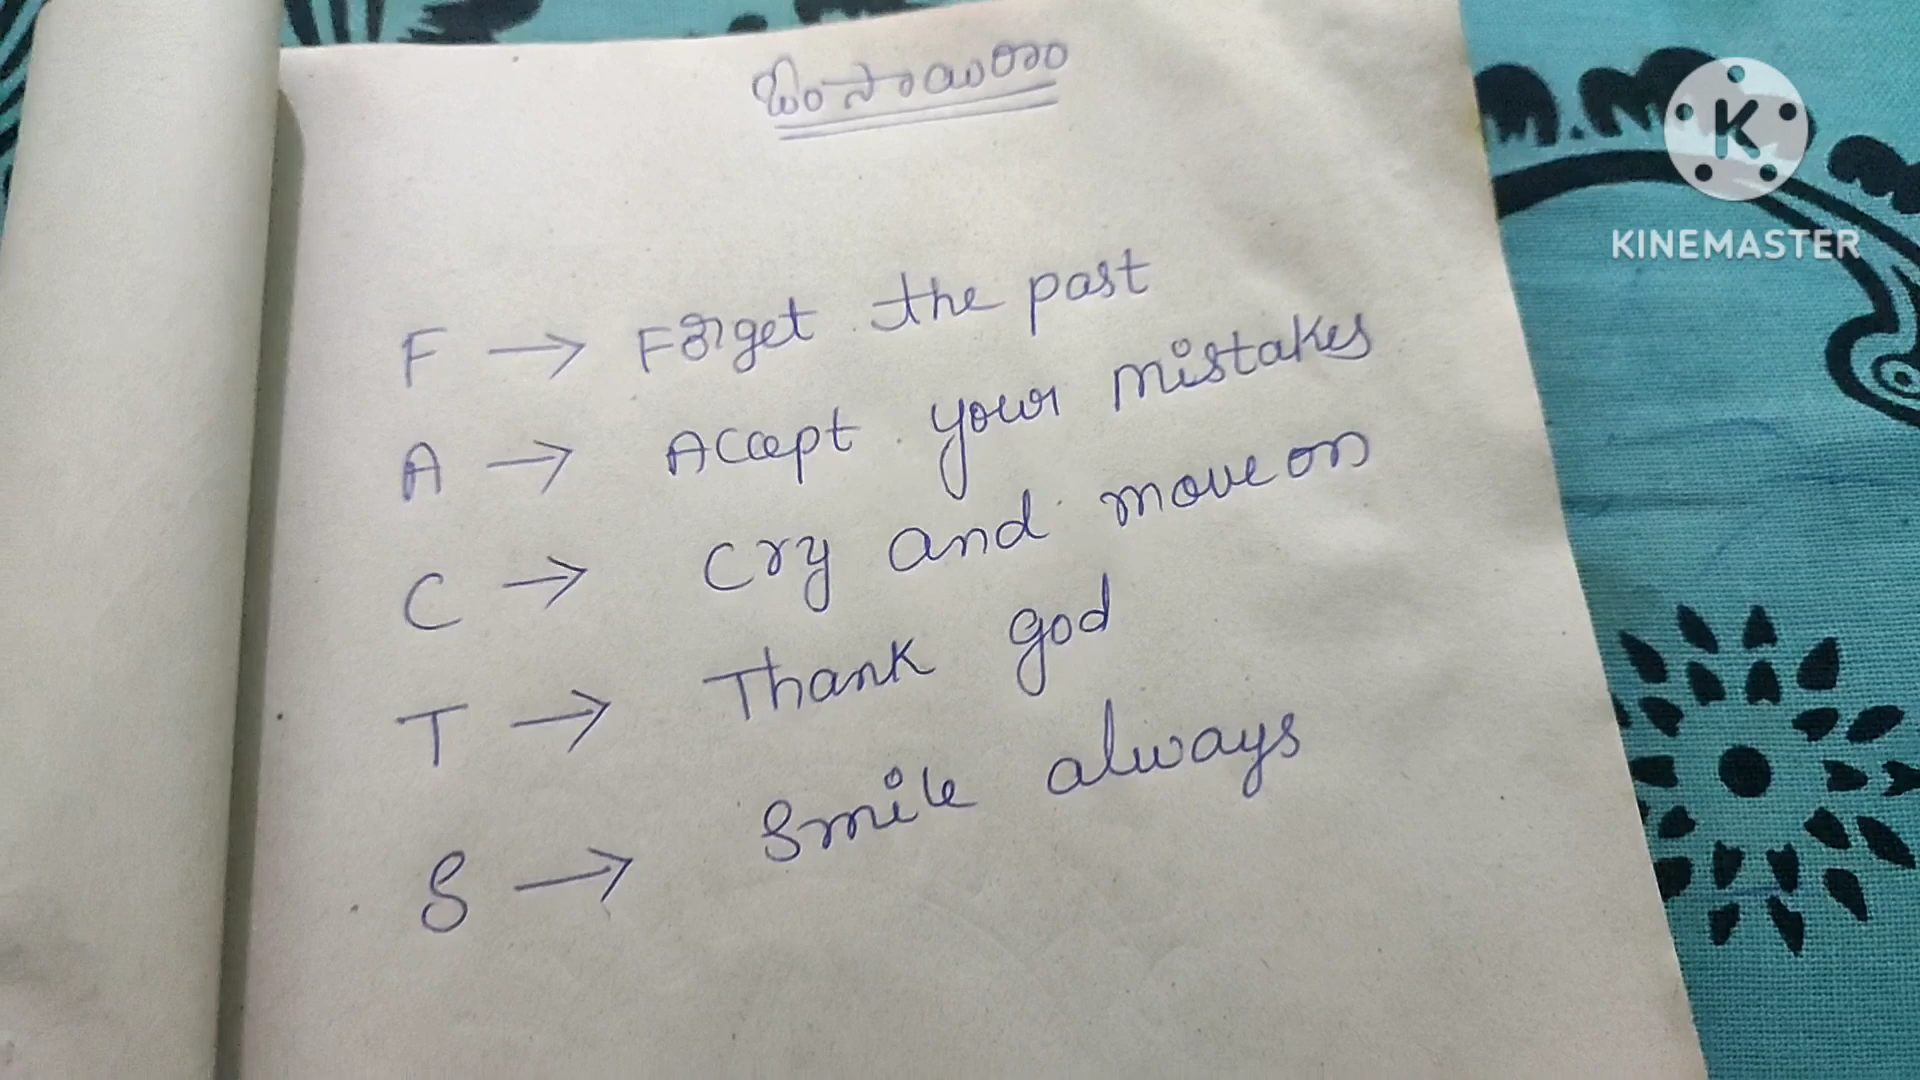 ఓం సాయిరాం
K
KINEMASTER
F → Forget the past
A → Accept your mistakes
C → Cry and move on
T → Thank god
S → Smile always